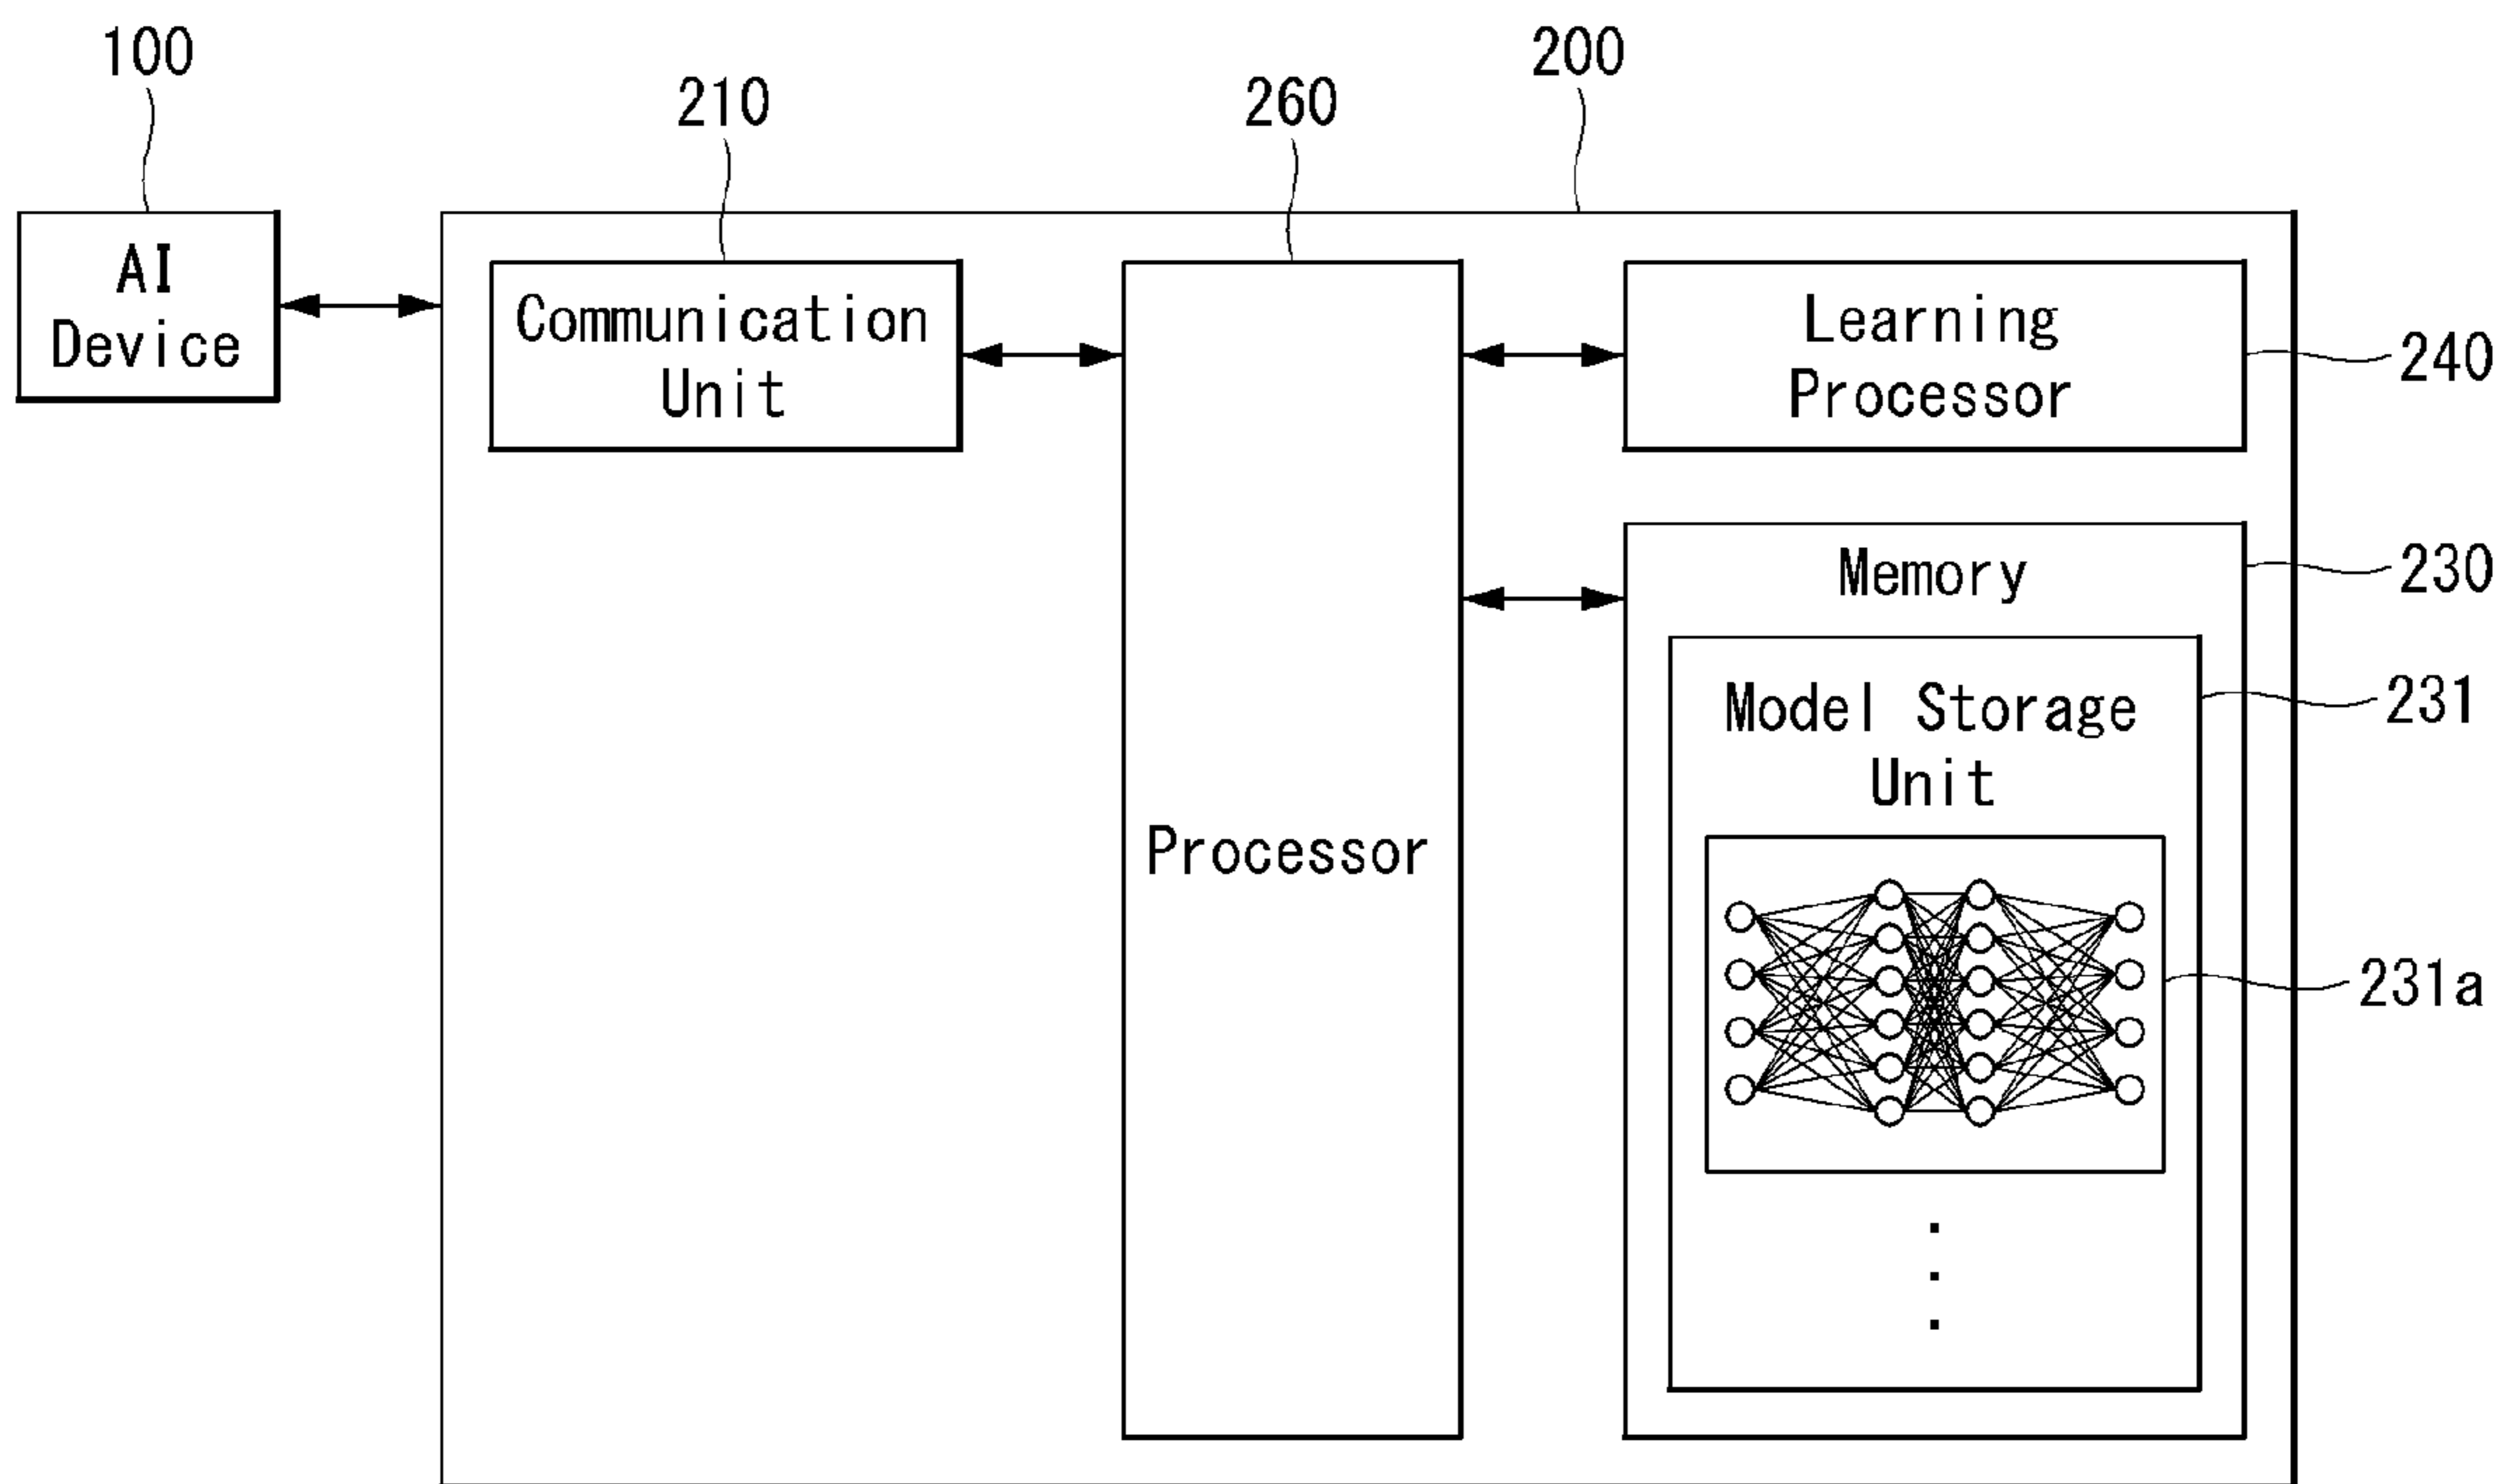 100
210
260
200
AI
Device
Communication
Unit
Learning
Processor
240
Memory
230
Model Storage
Unit
231
Processor
231a